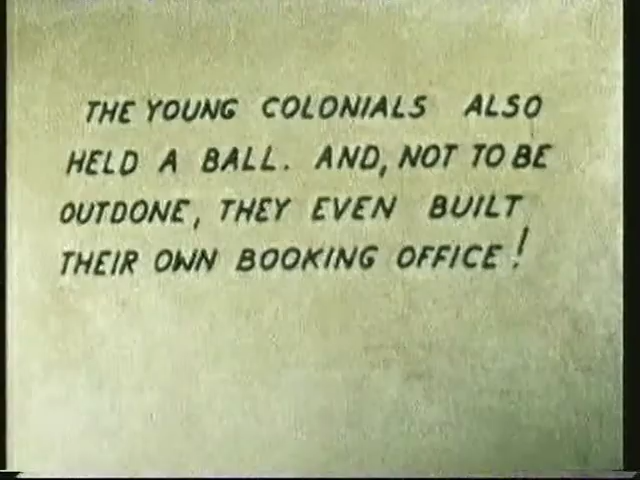 THE YOUNG COLONIALS ALSO
HELD A BALL. AND, NOT TO BE
OUTDONE, THEY EVEN BUILT
THEIR OWN BOOKING OFFICE!